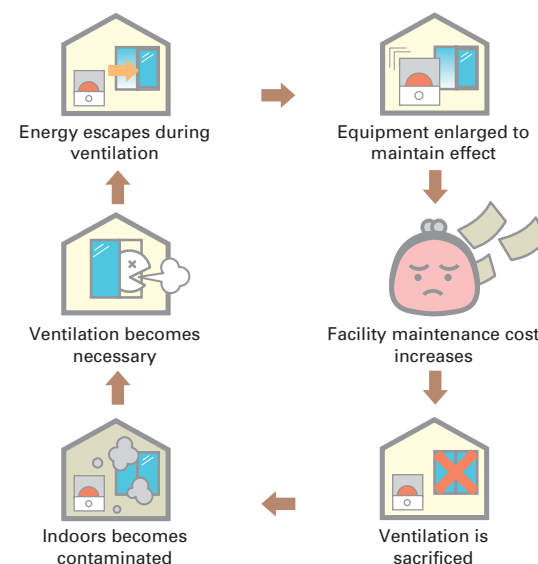 Energy escapes during
ventilation
Equipment enlarged to
maintain effect
Ventilation becomes
necessary
Facility maintenance cost
increases
Indoors becomes
contaminated
Ventilation is
sacrificed